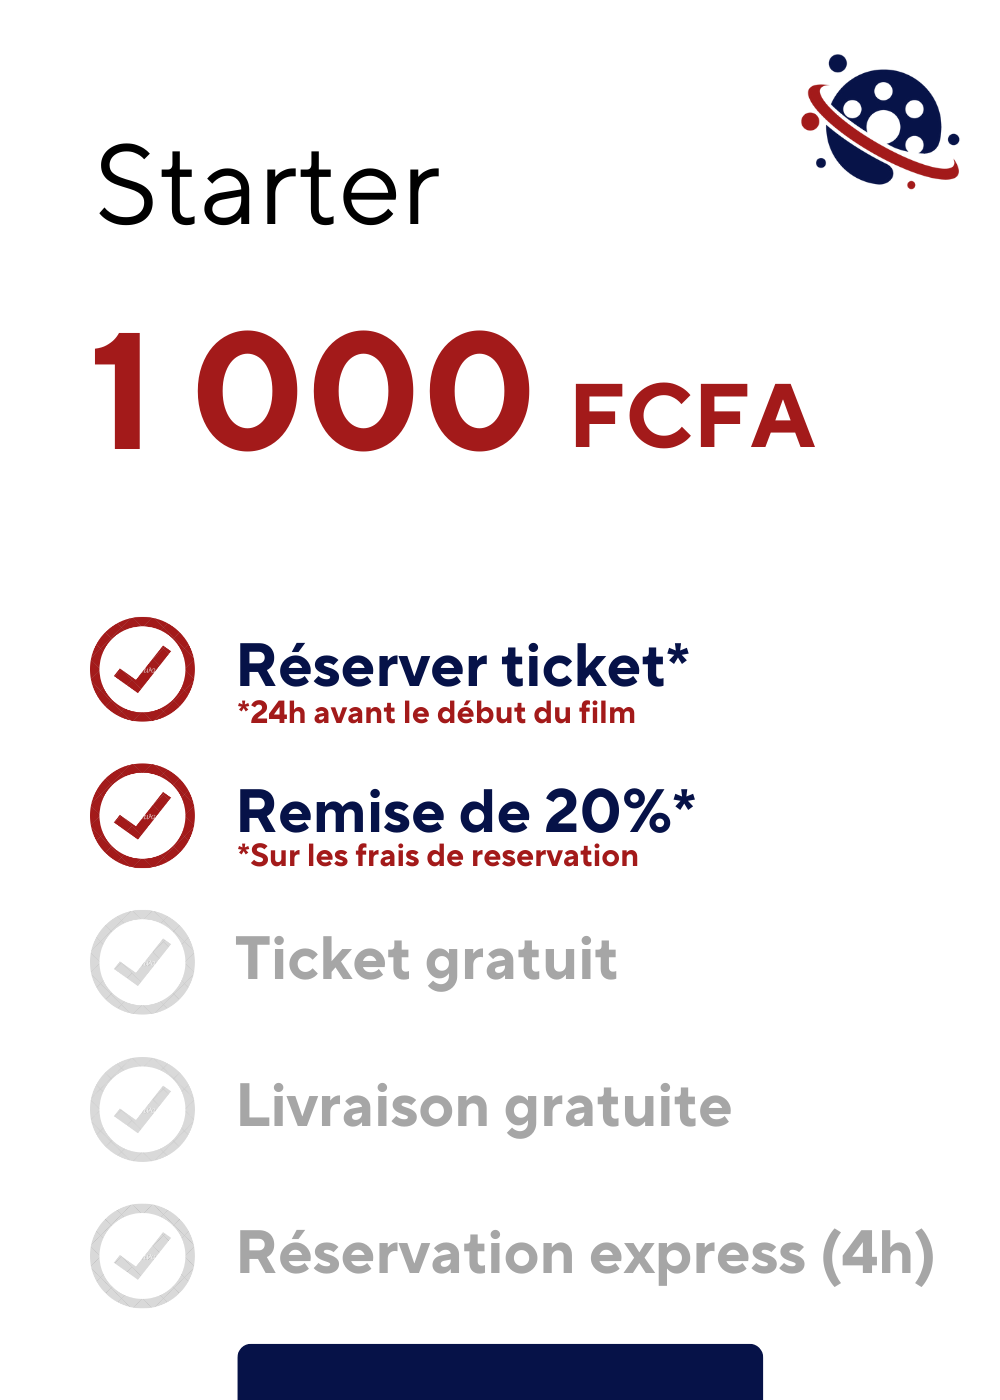 Starter
1 000 FCFA
Réserver ticket*
*24h avant le début du film
Remise de 20%*
*Sur les frais de reservation
Ticket gratuit
Livraison gratuite
Réservation express (4h)